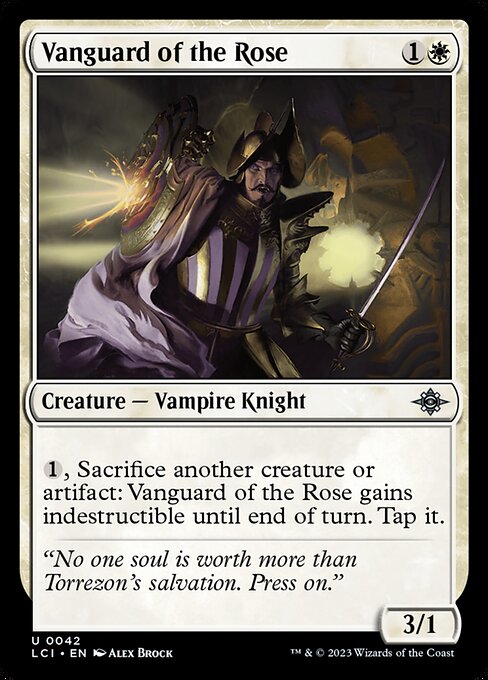 Vanguard of the Rose 1
Creature — Vampire Knight
1, Sacrifice another creature or
artifact: Vanguard of the Rose gains
indestructible until end of turn. Tap it.
“No one soul is worth more than
Torrezon’s salvation. Press on.”
3/1
U 0042
LCI • EN Alex Brock ™ & © 2023 Wizards of the Coast